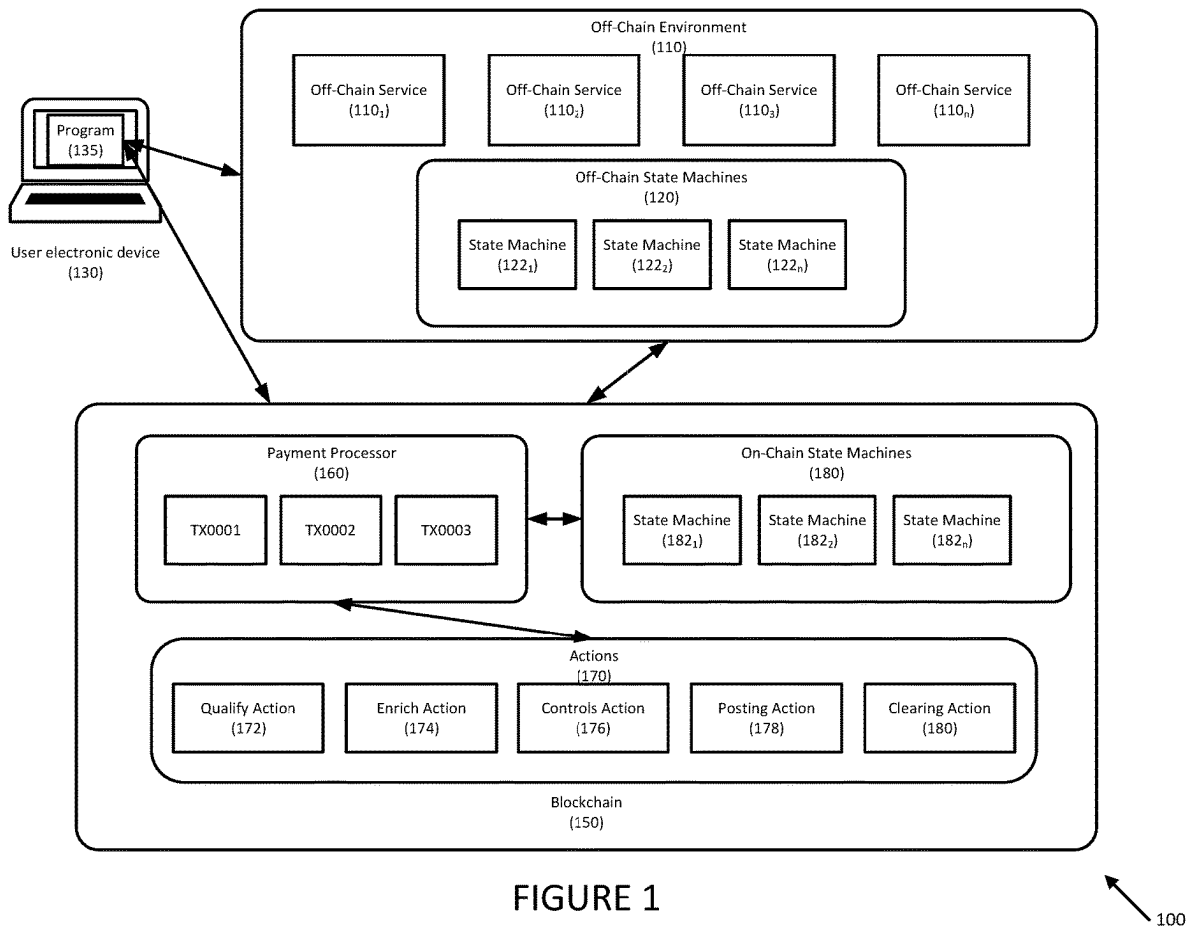 Off-Chain Environment
(110)
Off-Chain Service
(110₁)
Off-Chain Service
(110₂)
Off-Chain Service
(110₃)
Off-Chain Service
(110ₙ)
Program
(135)
User electronic device
(130)
Off-Chain State Machines
(120)
State Machine
(122₁)
State Machine
(122₂)
State Machine
(122ₙ)
Payment Processor
(160)
TX0001
TX0002
TX0003
On-Chain State Machines
(180)
State Machine
(182₁)
State Machine
(182₂)
State Machine
(182ₙ)
Actions
(170)
Qualify Action
(172)
Enrich Action
(174)
Controls Action
(176)
Posting Action
(178)
Clearing Action
(180)
Blockchain
(150)
FIGURE 1
100